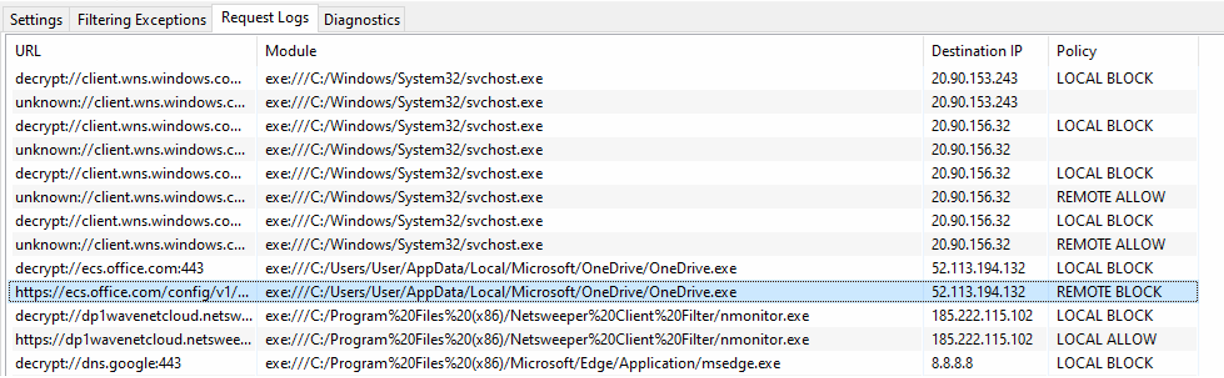 Settings Filtering Exceptions Request Logs Diagnostics
URL Module Destination IP Policy
decrypt://client.wns.windows.co... exe:///C:/Windows/System32/svchost.exe 20.90.153.243 LOCAL BLOCK
unknown://client.wns.windows.c... exe:///C:/Windows/System32/svchost.exe 20.90.153.243
decrypt://client.wns.windows.co... exe:///C:/Windows/System32/svchost.exe 20.90.156.32 LOCAL BLOCK
unknown://client.wns.windows.c... exe:///C:/Windows/System32/svchost.exe 20.90.156.32
decrypt://client.wns.windows.co... exe:///C:/Windows/System32/svchost.exe 20.90.156.32 LOCAL BLOCK
unknown://client.wns.windows.c... exe:///C:/Windows/System32/svchost.exe 20.90.156.32 REMOTE ALLOW
decrypt://client.wns.windows.co... exe:///C:/Windows/System32/svchost.exe 20.90.156.32 LOCAL BLOCK
unknown://client.wns.windows.c... exe:///C:/Windows/System32/svchost.exe 20.90.156.32 REMOTE ALLOW
decrypt://ecs.office.com:443 exe:///C:/Users/User/AppData/Local/Microsoft/OneDrive/OneDrive.exe 52.113.194.132 LOCAL BLOCK
https://ecs.office.com/config/v1/... exe:///C:/Users/User/AppData/Local/Microsoft/OneDrive/OneDrive.exe 52.113.194.132 REMOTE BLOCK
decrypt://dp1wavenetcloud.netsw... exe:///C:/Program%20Files%20(x86)/Netsweeper%20Client%20Filter/nmonitor.exe 185.222.115.102 LOCAL BLOCK
https://dp1wavenetcloud.netswee... exe:///C:/Program%20Files%20(x86)/Netsweeper%20Client%20Filter/nmonitor.exe 185.222.115.102 LOCAL ALLOW
decrypt://dns.google:443 exe:///C:/Program%20Files%20(x86)/Microsoft/Edge/Application/msedge.exe 8.8.8.8 LOCAL BLOCK